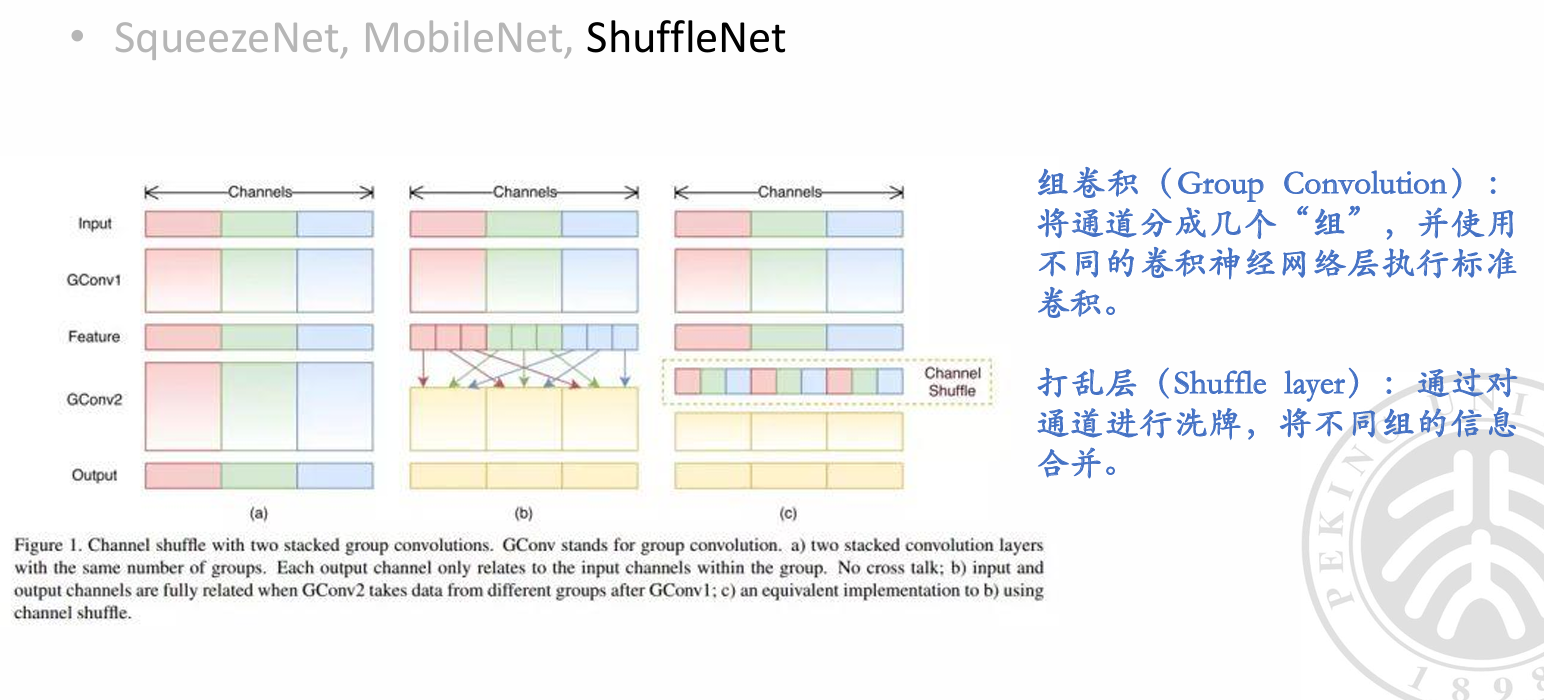 • SqueezeNet, MobileNet, ShuffleNet
Channels Channels Channels
Input
GConv1
Feature
Channel
Shuffle
GConv2
Output
(a) (b) (c)
Figure 1. Channel shuffle with two stacked group convolutions. GConv stands for group convolution. a) two stacked convolution layers
with the same number of groups. Each output channel only relates to the input channels within the group. No cross talk; b) input and
output channels are fully related when GConv2 takes data from different groups after GConv1; c) an equivalent implementation to b) using
channel shuffle.
组卷积（Group Convolution）：
将通道分成几个“组”，并使用
不同的卷积神经网络层执行标准
卷积。
打乱层（Shuffle layer）：通过对
通道进行洗牌，将不同组的信息
合并。
PEKING UNI
1898